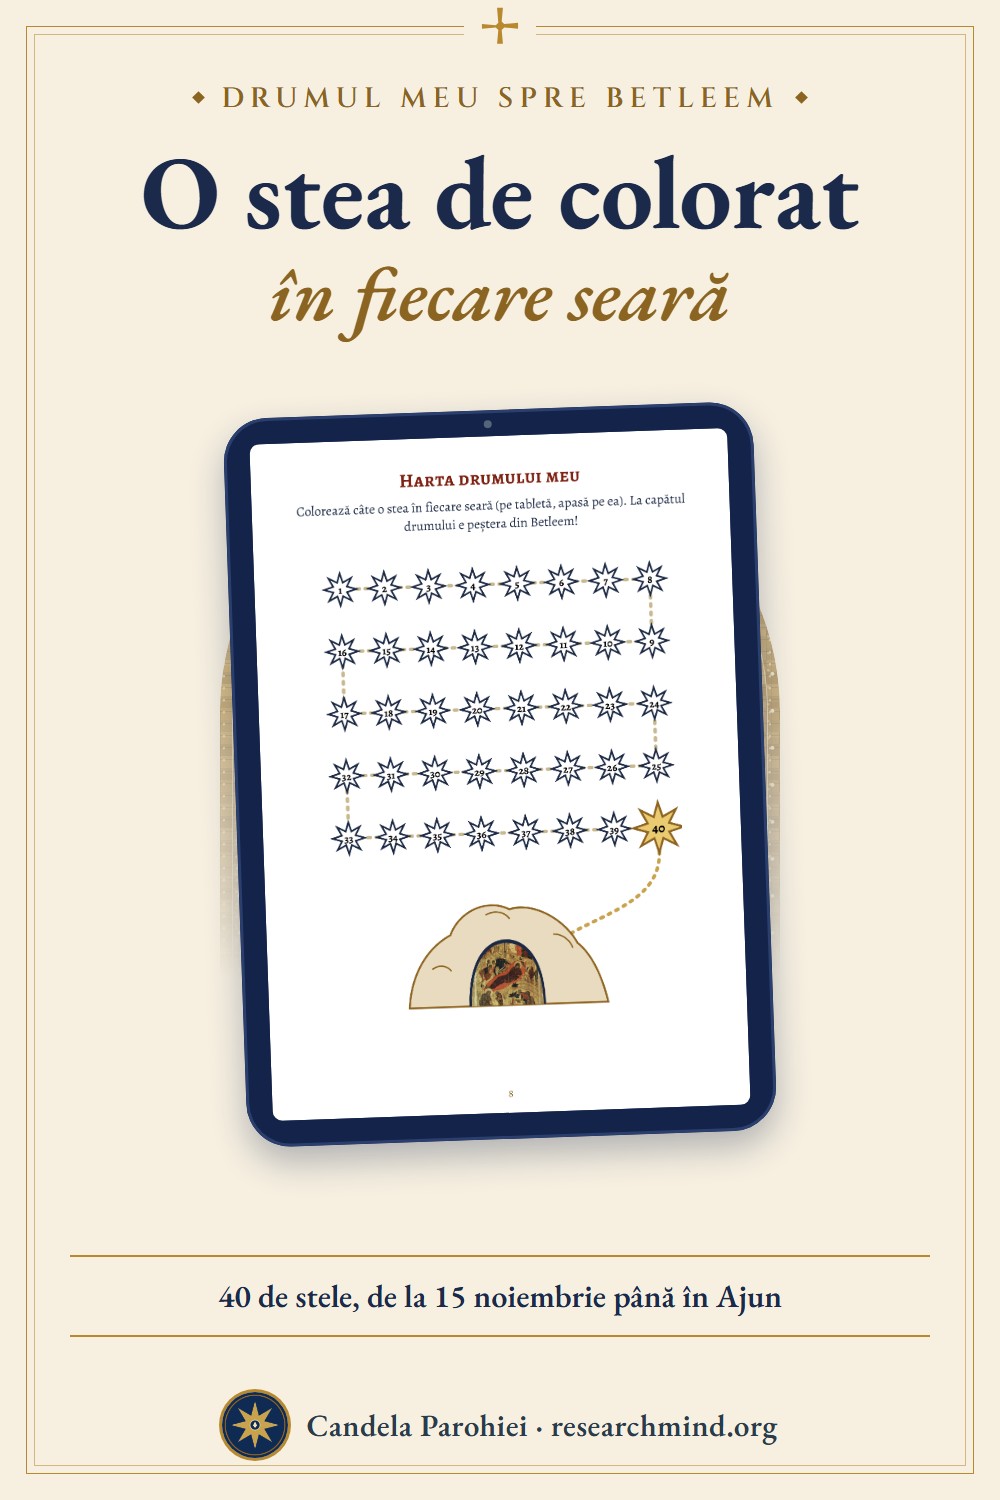 DRUMUL MEU SPRE BETLEEM
O stea de colorat
în fiecare seară
Harta drumului meu
Colorează câte o stea în fiecare seară (pe tabletă, apasă pe ea). La capătul
drumului e peștera din Betleem!
1 2 3 4 5 6 7 8
16 15 14 13 12 11 10 9
17 18 19 20 21 22 23 24
32 31 30 29 28 27 26 25
33 34 35 36 37 38 39 40
8
40 de stele, de la 15 noiembrie până în Ajun
Candela Parohiei · researchmind.org